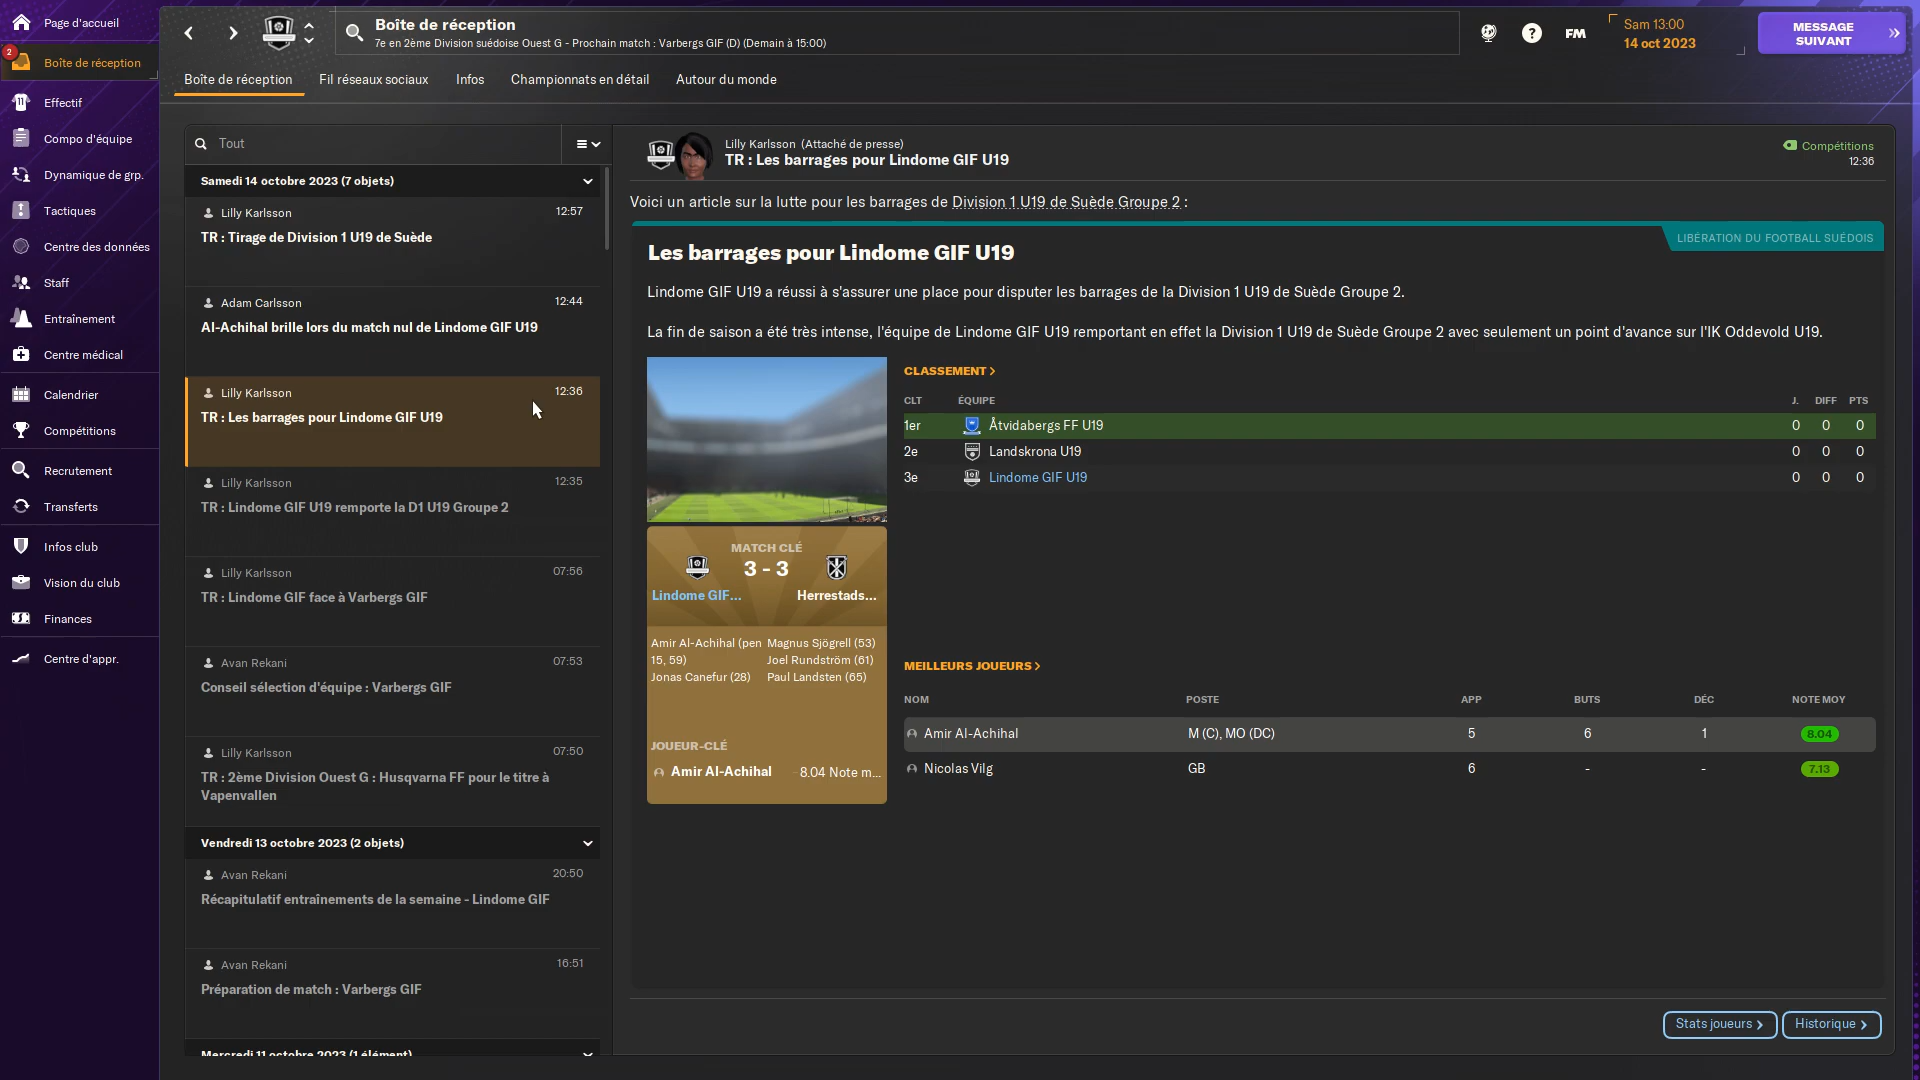 Page d'accueil
2
Boîte de réception
Effectif
Compo d'équipe
Dynamique de grp.
Tactiques
Centre des données
Staff
Entraînement
Centre médical
Calendrier
Compétitions
Recrutement
Transferts
Infos club
Vision du club
Finances
Centre d'appr.
Boîte de réception
7e en 2ème Division suédoise Ouest G - Prochain match : Varbergs GIF (D) (Demain à 15:00)
FM
Sam 13:00
14 oct 2023
MESSAGE
SUIVANT
Boîte de réception Fil réseaux sociaux Infos Championnats en détail Autour du monde
Tout
Samedi 14 octobre 2023 (7 objets)
Lilly Karlsson 12:57
TR : Tirage de Division 1 U19 de Suède
Adam Carlsson 12:44
Al-Achihal brille lors du match nul de Lindome GIF U19
Lilly Karlsson 12:36
TR : Les barrages pour Lindome GIF U19
Lilly Karlsson 12:35
TR : Lindome GIF U19 remporte la D1 U19 Groupe 2
Lilly Karlsson 07:56
TR : Lindome GIF face à Varbergs GIF
Avan Rekani 07:53
Conseil sélection d'équipe : Varbergs GIF
Lilly Karlsson 07:50
TR : 2ème Division Ouest G : Husqvarna FF pour le titre à
Vapenvallen
Vendredi 13 octobre 2023 (2 objets)
Avan Rekani 20:50
Récapitulatif entraînements de la semaine - Lindome GIF
Avan Rekani 16:51
Préparation de match : Varbergs GIF
Mercredi 11 octobre 2023 (1 élément)
Lilly Karlsson (Attaché de presse)
TR : Les barrages pour Lindome GIF U19
Compétitions
12:36
Voici un article sur la lutte pour les barrages de Division 1 U19 de Suède Groupe 2 :
LIBÉRATION DU FOOTBALL SUÉDOIS
Les barrages pour Lindome GIF U19
Lindome GIF U19 a réussi à s'assurer une place pour disputer les barrages de la Division 1 U19 de Suède Groupe 2.
La fin de saison a été très intense, l'équipe de Lindome GIF U19 remportant en effet la Division 1 U19 de Suède Groupe 2 avec seulement un point d'avance sur l'IK Oddevold U19.
CLASSEMENT >
CLT ÉQUIPE J. DIFF PTS
1er Åtvidabergs FF U19 0 0 0
2e Landskrona U19 0 0 0
3e Lindome GIF U19 0 0 0
MATCH CLÉ
3 - 3
Lindome GIF... Herrestads...
Amir Al-Achihal (pen Magnus Sjögrell (53)
15, 59) Joel Rundström (61)
Jonas Canefur (28) Paul Landsten (65)
JOUEUR-CLÉ
Amir Al-Achihal - 8.04 Note m...
MEILLEURS JOUEURS >
NOM POSTE APP BUTS DÉC NOTE MOY
Amir Al-Achihal M (C), MO (DC) 5 6 1 8.04
Nicolas Vilg GB 6 - - 7.13
Stats joueurs > Historique >